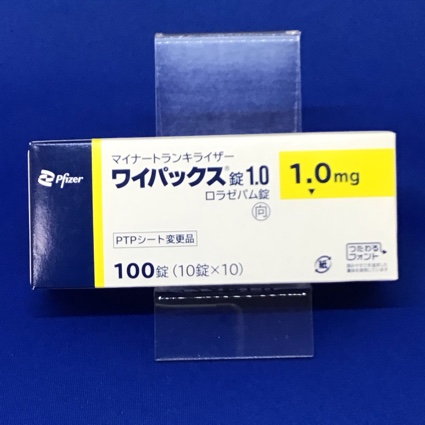 Pfizer
マイナートランキライザー
ワイパックス®錠1.0
ロラゼパム錠
向
1.0mg
PTPシート変更品
100錠(10錠×10)
紙
つたわる
フォント